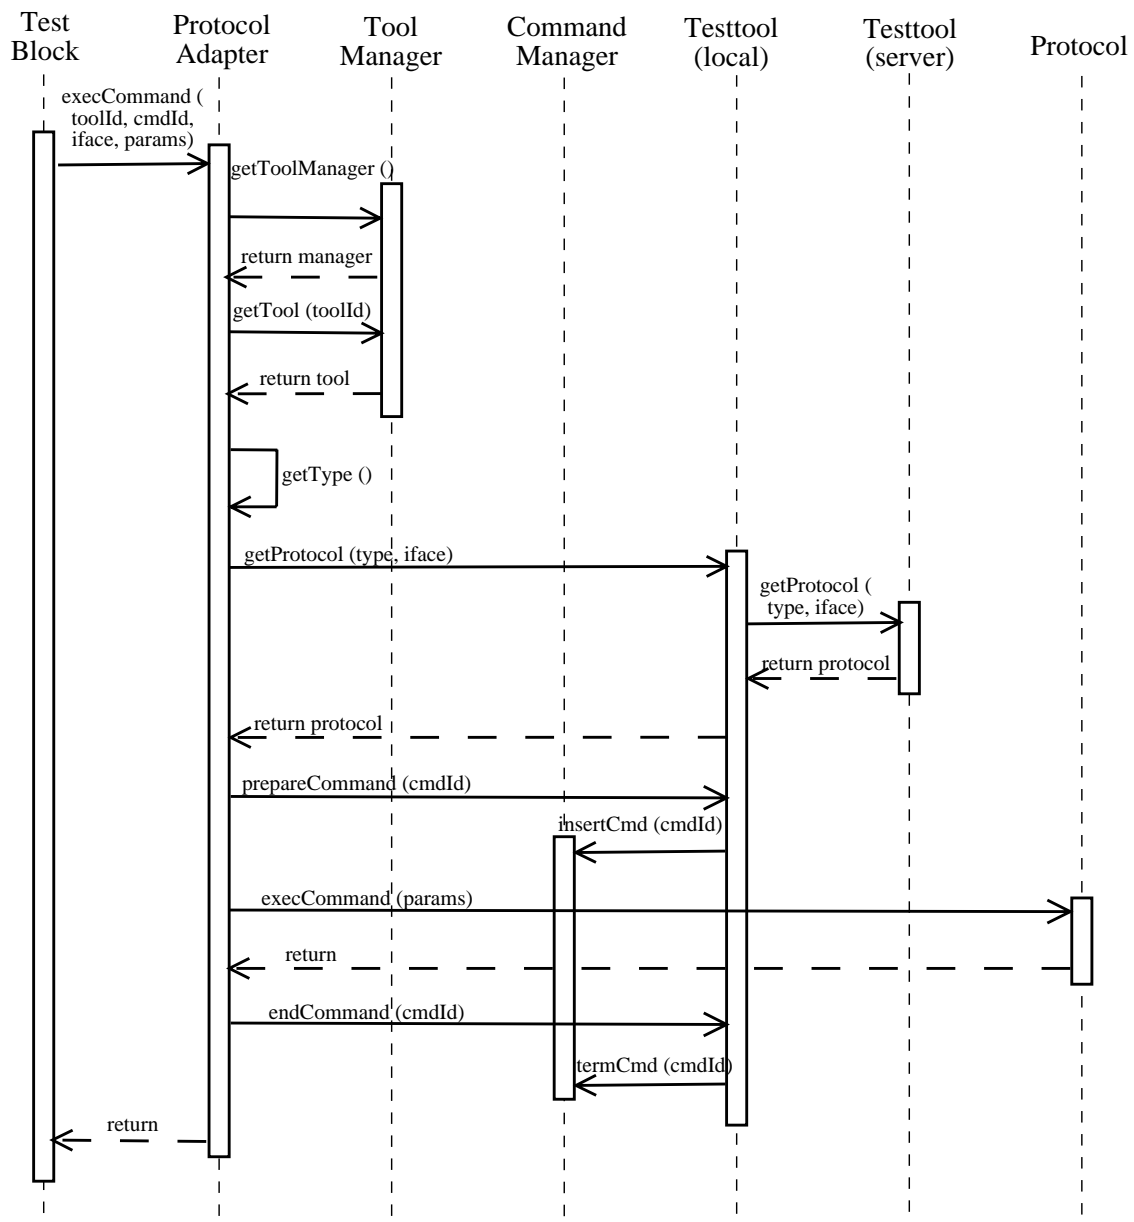 Test
Block
Protocol
Adapter
Tool
Manager
Command
Manager
Testtool
(local)
Testtool
(server)
Protocol
execCommand (
toolId, cmdId,
iface, params)
getToolManager ()
return manager
getTool (toolId)
return tool
getType ()
getProtocol (type, iface)
getProtocol (
type, iface)
return protocol
return protocol
prepareCommand (cmdId)
insertCmd (cmdId)
execCommand (params)
return
endCommand (cmdId)
termCmd (cmdId)
return